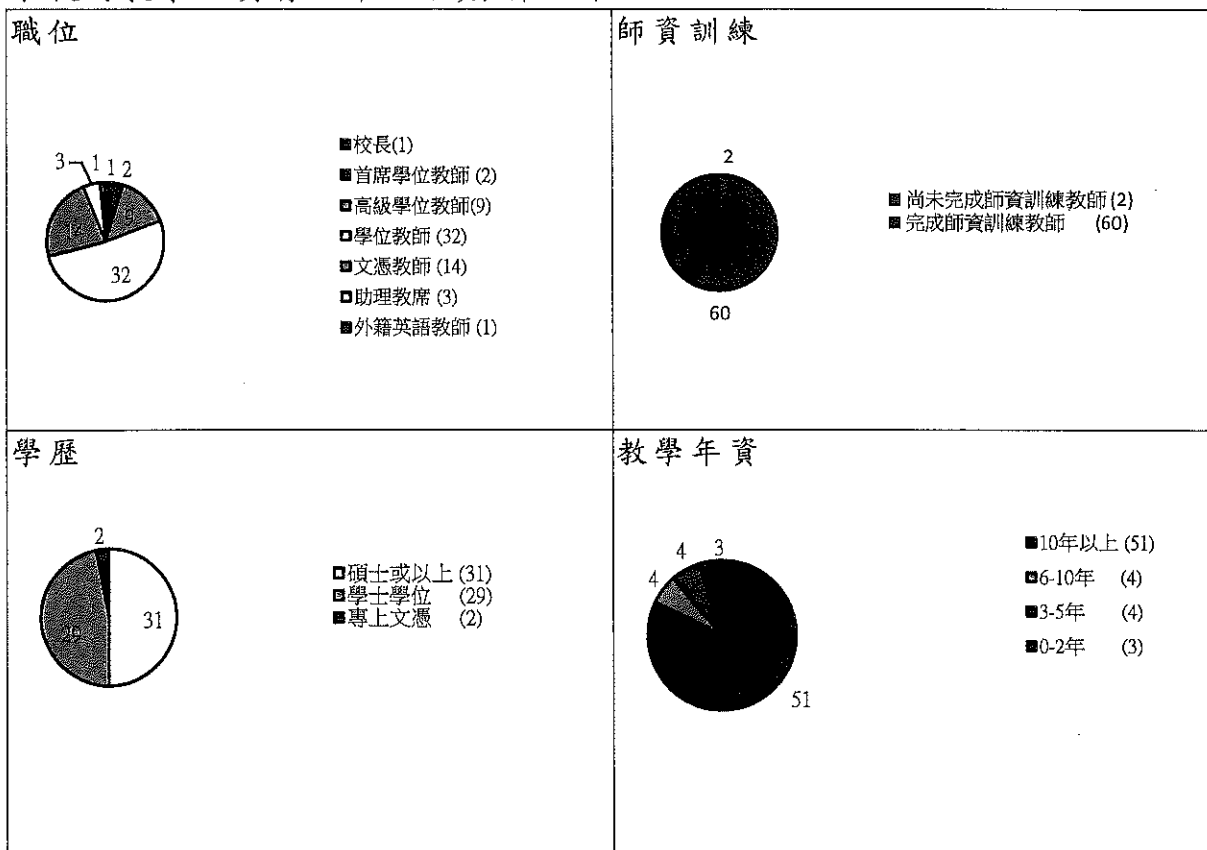 職位
3 1 1 2
9
14
32
■校長(1)
■首席學位教師 (2)
■高級學位教師(9)
□學位教師 (32)
■文憑教師 (14)
□助理教席 (3)
■外籍英語教師 (1)
師資訓練
2
60
■尚未完成師資訓練教師(2)
■完成師資訓練教師 (60)
學歷
2
31
29
□碩士或以上 (31)
■學士學位 (29)
■專上文憑 (2)
教學年資
4 4 3
51
■10年以上 (51)
■6-10年 (4)
■3-5年 (4)
■0-2年 (3)